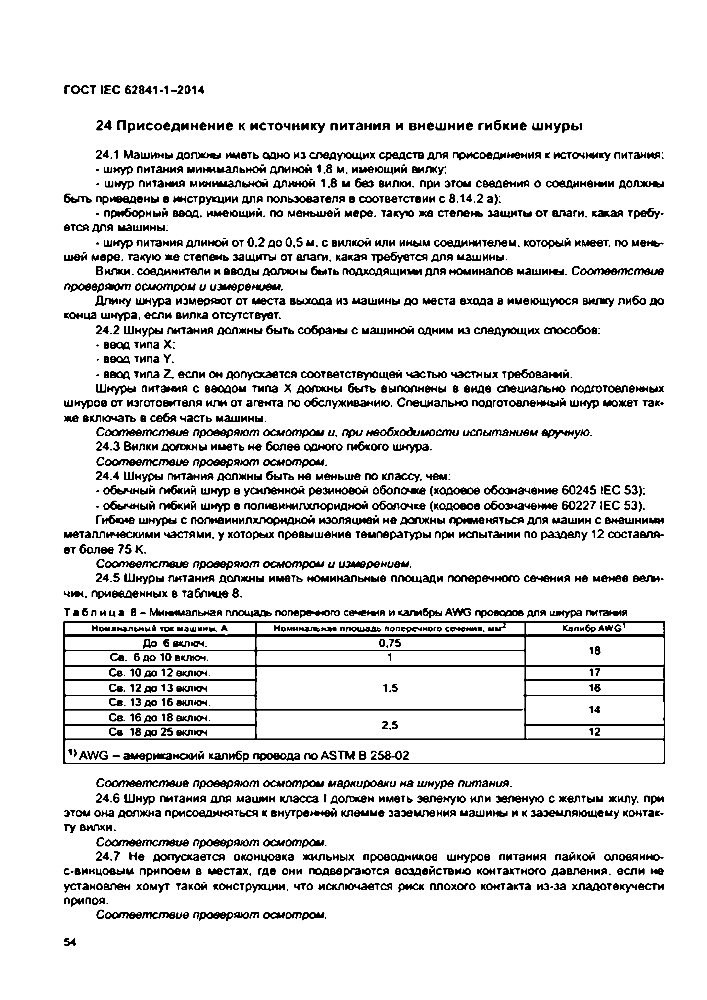 ГОСТ IEC 62841-1–2014
24 Присоединение к источнику питания и внешние гибкие шнуры
24.1 Машины должны иметь одно из следующих средств для присоединения к источнику питания:
- шнур питания минимальной длиной 1,8 м, имеющий вилку;
- шнур питания минимальной длиной 1,8 м без вилки, при этом сведения о соединении должны
быть приведены в инструкции для пользователя в соответствии с 8.14.2 а);
- приборный ввод, имеющий, по меньшей мере, такую же степень защиты от влаги, какая требу-
ется для машины;
- шнур питания длиной от 0,2 до 0,5 м, с вилкой или иным соединителем, который имеет, по мень-
шей мере, такую же степень защиты от влаги, какая требуется для машины.
Вилки, соединители и вводы должны быть подходящими для номиналов машины. Соответствие
проверяют осмотром и измерением.
Длину шнура измеряют от места выхода из машины до места входа в имеющуюся вилку либо до
конца шнура, если вилка отсутствует.
24.2 Шнуры питания должны быть собраны с машиной одним из следующих способов:
- ввод типа X;
- ввод типа Y,
- ввод типа Z, если он допускается соответствующей частью частных требований.
Шнуры питания с вводом типа X должны быть выполнены в виде специально подготовленных
шнуров от изготовителя или от агента по обслуживанию. Специально подготовленный шнур может так-
же включать в себя часть машины.
Соответствие проверяют осмотром и, при необходимости испытанием вручную.
24.3 Вилки должны иметь не более одного гибкого шнура.
Соответствие проверяют осмотром.
24.4 Шнуры питания должны быть не меньше по классу, чем:
- обычный гибкий шнур в усиленной резиновой оболочке (кодовое обозначение 60245 IEC 53);
- обычный гибкий шнур в поливинилхлоридной оболочке (кодовое обозначение 60227 IEC 53).
Гибкие шнуры с поливинилхлоридной изоляцией не должны применяться для машин с внешними
металлическими частями, у которых превышение температуры при испытании по разделу 12 составля-
ет более 75 К.
Соответствие проверяют осмотром и измерением.
24.5 Шнуры питания должны иметь номинальные площади поперечного сечения не менее вели-
чин, приведенных в таблице 8.
Таблица 8 – Минимальная площадь поперечного сечения и калибры AWG проводов для шнура питания
Номинальный ток машины, А Номинальная площадь поперечного сечения, мм2 Калибр AWG1
До 6 включ. 0,75 18
Св. 6 до 10 включ. 1
Св. 10 до 12 включ. 1.5 17
Св. 12 до 13 включ. 16
Св. 13 до 16 включ. 14
Св. 16 до 18 включ. 2,5
Св. 18 до 25 включ. 12
1) AWG – американский калибр провода по ASTM B 258-02
Соответствие проверяют осмотром маркировки на шнуре питания.
24.6 Шнур питания для машин класса I должен иметь зеленую или зеленую с желтым жилу, при
этом она должна присоединяться к внутренней клемме заземления машины и к заземляющему контак-
ту вилки.
Соответствие проверяют осмотром.
24.7 Не допускается оконцовка жильных проводников шнуров питания пайкой оловянно-
с-винцовым припоем в местах, где они подвергаются воздействию контактного давления, если не
установлен хомут такой конструкции, что исключается риск плохого контакта из-за хладотекучести
припоя.
Соответствие проверяют осмотром.
54